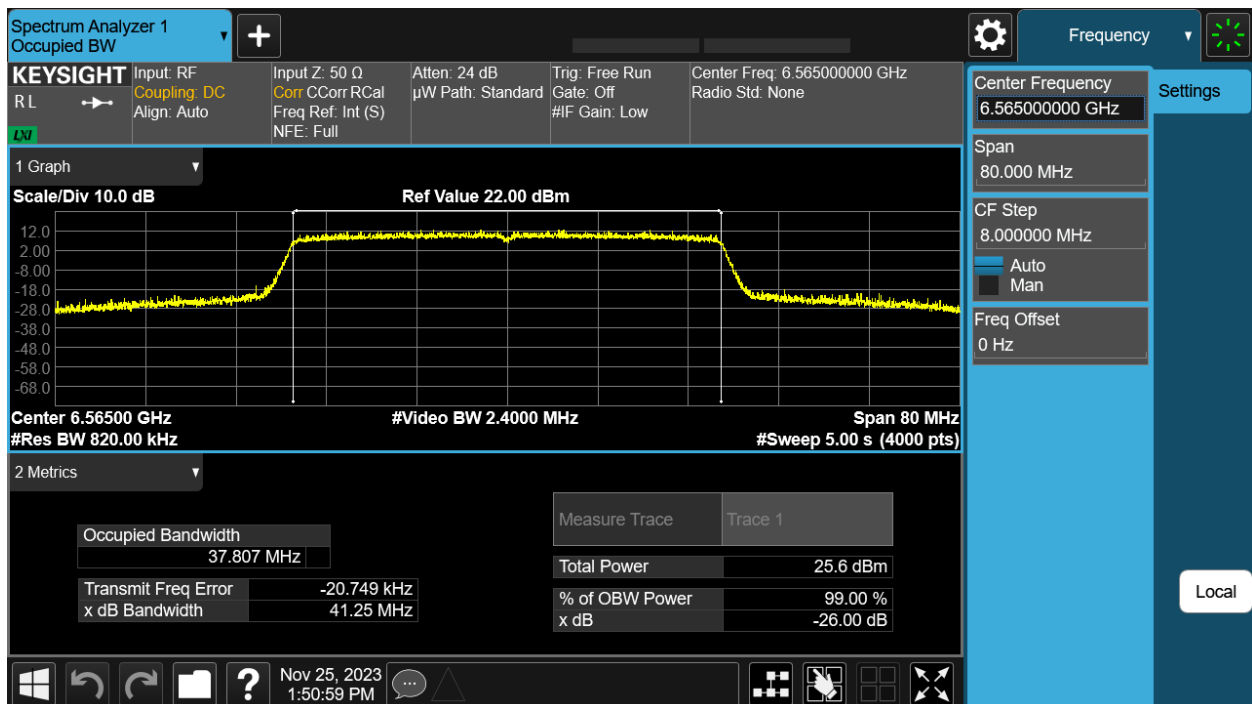 Spectrum Analyzer 1
Occupied BW
Frequency
KEYSIGHT
R L
LXI
Input: RF
Coupling: DC
Align: Auto
Input Z: 50 Ω
Corr CCorr RCal
Freq Ref: Int (S)
NFE: Full
Atten: 24 dB
µW Path: Standard
Trig: Free Run
Gate: Off
#IF Gain: Low
Center Freq: 6.565000000 GHz
Radio Std: None
Center Frequency
6.565000000 GHz
Settings
Span
80.000 MHz
CF Step
8.000000 MHz
Auto
Man
Freq Offset
0 Hz
1 Graph
Scale/Div 10.0 dB
Ref Value 22.00 dBm
12.0
2.00
-8.00
-18.0
-28.0
-38.0
-48.0
-58.0
-68.0
Center 6.56500 GHz
#Video BW 2.4000 MHz
Span 80 MHz
#Res BW 820.00 kHz
#Sweep 5.00 s (4000 pts)
2 Metrics
Measure Trace
Trace 1
Occupied Bandwidth
37.807 MHz
Total Power
25.6 dBm
Transmit Freq Error
-20.749 kHz
% of OBW Power
99.00 %
x dB Bandwidth
41.25 MHz
x dB
-26.00 dB
Local
Nov 25, 2023
1:50:59 PM